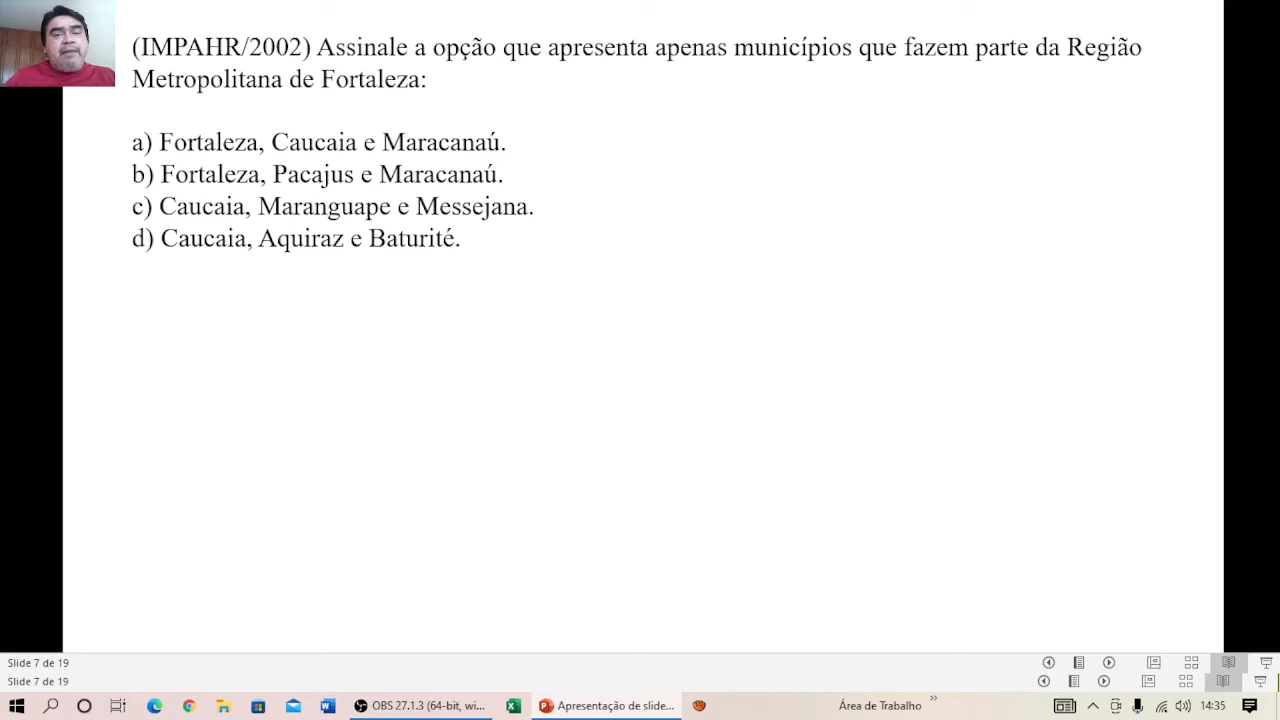 (IMPAHR/2002) Assinale a opção que apresenta apenas municípios que fazem parte da Região
Metropolitana de Fortaleza:
a) Fortaleza, Caucaia e Maracanaú.
b) Fortaleza, Pacajus e Maracanaú.
c) Caucaia, Maranguape e Messejana.
d) Caucaia, Aquiraz e Baturité.
Slide 7 de 19
Slide 7 de 19
OBS 27.1.3 (64-bit, wi...
Apresentação de slide...
Área de Trabalho
14:35